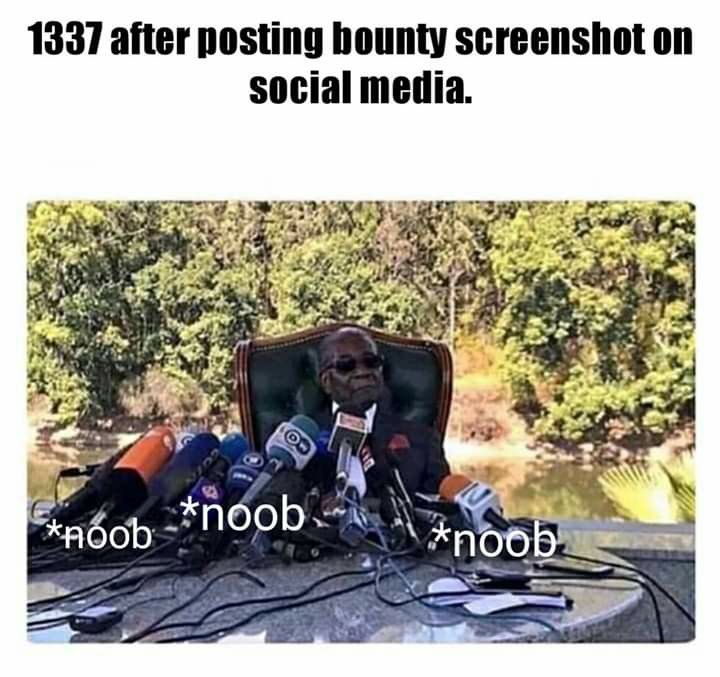 1337 after posting bounty screenshot on
social media.
*noob
*noob
*noob